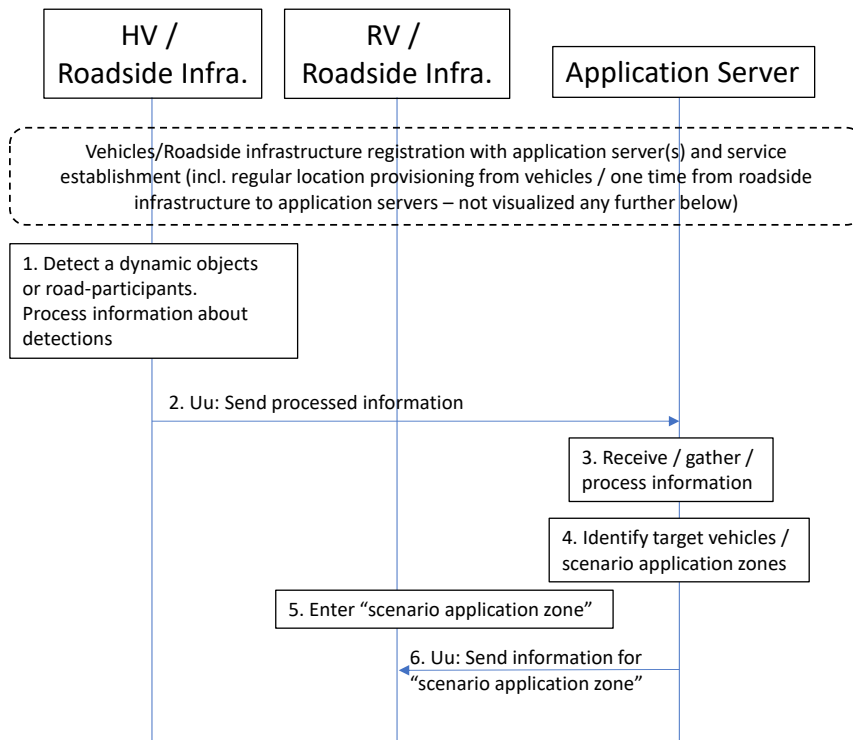 HV /
Roadside Infra.
RV /
Roadside Infra.
Application Server
Vehicles/Roadside infrastructure registration with application server(s) and service
establishment (incl. regular location provisioning from vehicles / one time from roadside
infrastructure to application servers – not visualized any further below)
1. Detect a dynamic objects
or road-participants.
Process information about
detections
2. Uu: Send processed information
3. Receive / gather /
process information
4. Identify target vehicles /
scenario application zones
5. Enter “scenario application zone”
6. Uu: Send information for
“scenario application zone”